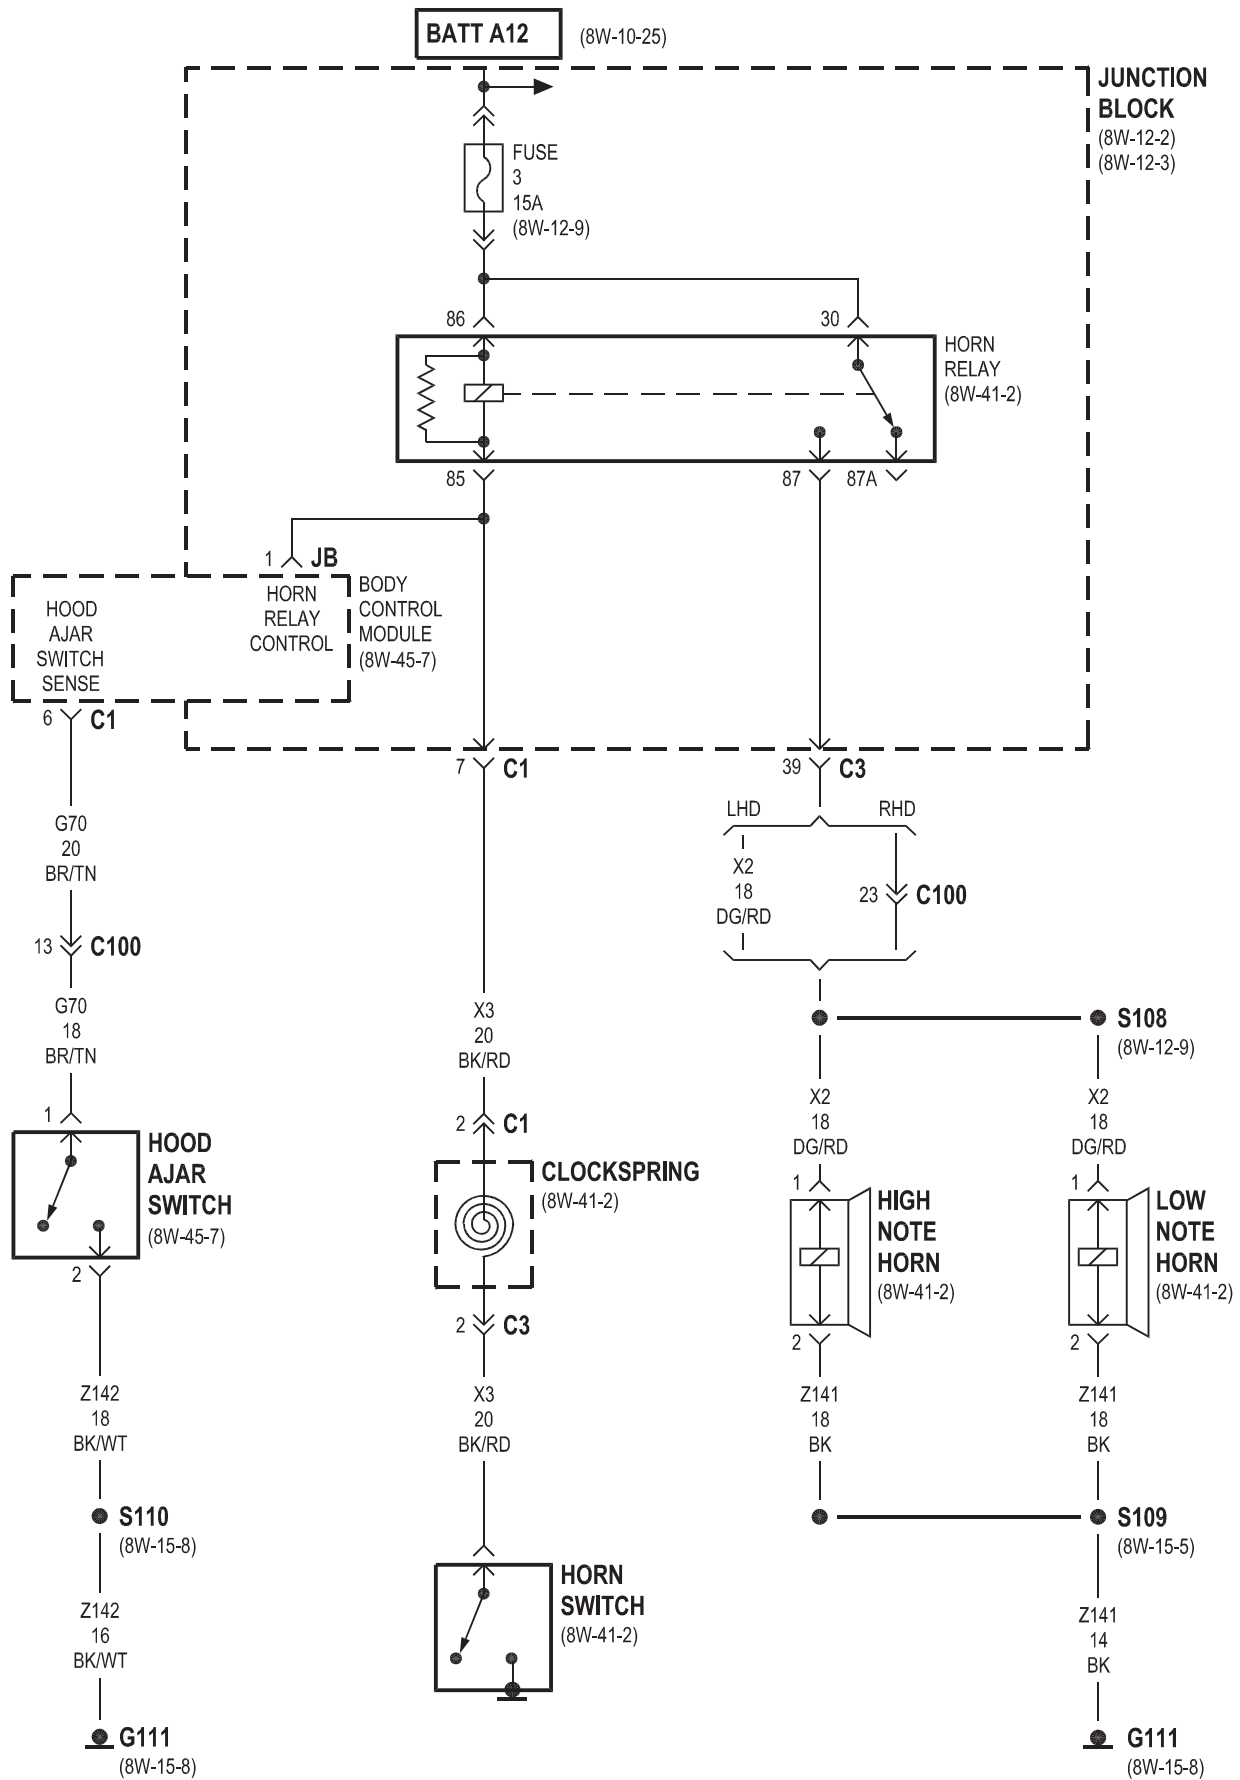 BATT A12
(8W-10-25)
JUNCTION
BLOCK
(8W-12-2)
(8W-12-3)
FUSE
3
15A
(8W-12-9)
86
30
HORN
RELAY
(8W-41-2)
85
87
87A
1
JB
HORN
RELAY
CONTROL
BODY
CONTROL
MODULE
(8W-45-7)
HOOD
AJAR
SWITCH
SENSE
6
C1
7
C1
39
C3
LHD
RHD
G70
20
BR/TN
X2
18
DG/RD
23
C100
13
C100
G70
18
BR/TN
X3
20
BK/RD
S108
(8W-12-9)
X2
18
DG/RD
X2
18
DG/RD
1
HOOD
AJAR
SWITCH
(8W-45-7)
2
C1
CLOCKSPRING
(8W-41-2)
1
HIGH
NOTE
HORN
(8W-41-2)
1
LOW
NOTE
HORN
(8W-41-2)
2
2
C3
2
2
Z142
18
BK/WT
X3
20
BK/RD
Z141
18
BK
Z141
18
BK
S110
(8W-15-8)
S109
(8W-15-5)
HORN
SWITCH
(8W-41-2)
Z142
16
BK/WT
Z141
14
BK
G111
(8W-15-8)
G111
(8W-15-8)